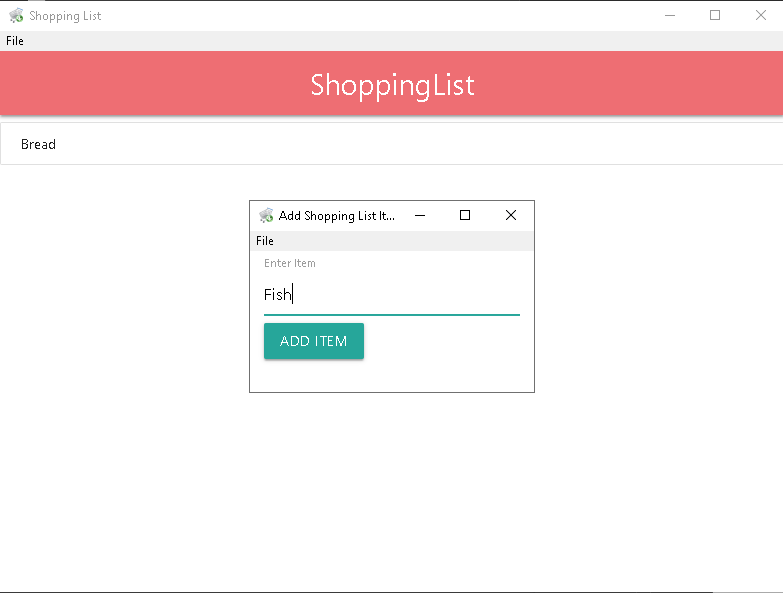 Shopping List
File
ShoppingList
Bread
Add Shopping List It...
File
Enter Item
Fish
ADD ITEM